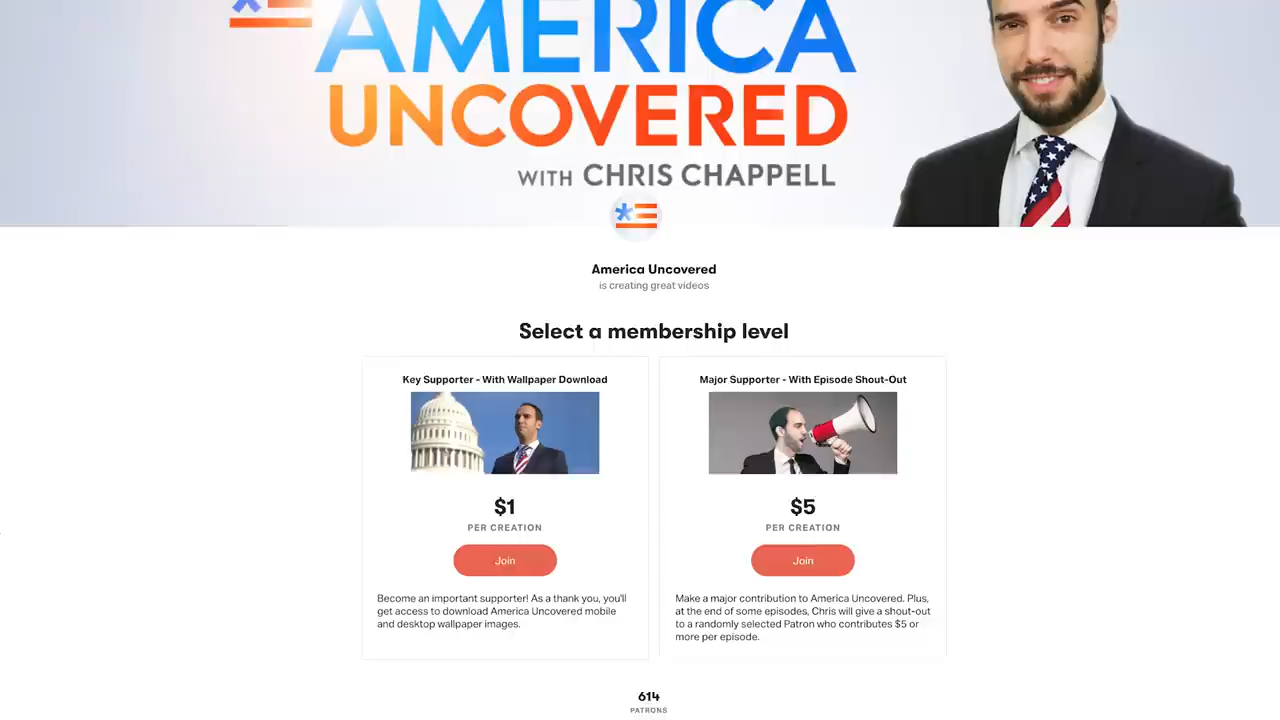 AMERICA
UNCOVERED
WITH CHRIS CHAPPELL
America Uncovered
is creating great videos
Select a membership level
Key Supporter - With Wallpaper Download
$1
PER CREATION
Join
Become an important supporter! As a thank you, you'll
get access to download America Uncovered mobile
and desktop wallpaper images.
Major Supporter - With Episode Shout-Out
$5
PER CREATION
Join
Make a major contribution to America Uncovered. Plus,
at the end of some episodes, Chris will give a shout-out
to a randomly selected Patron who contributes $5 or
more per episode.
614
PATRONS